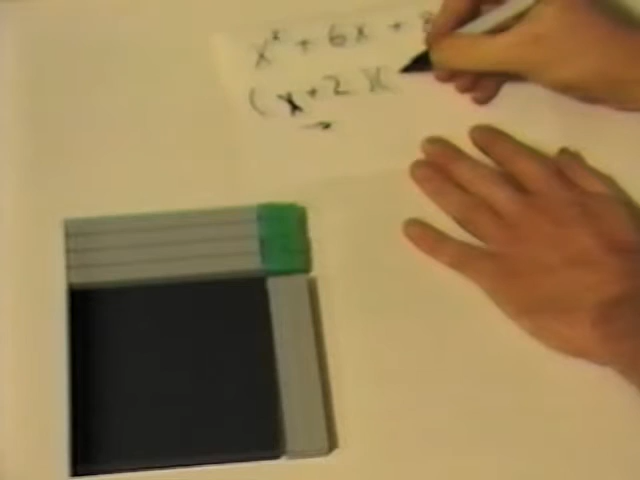 x² + 6x +
(x+2)(